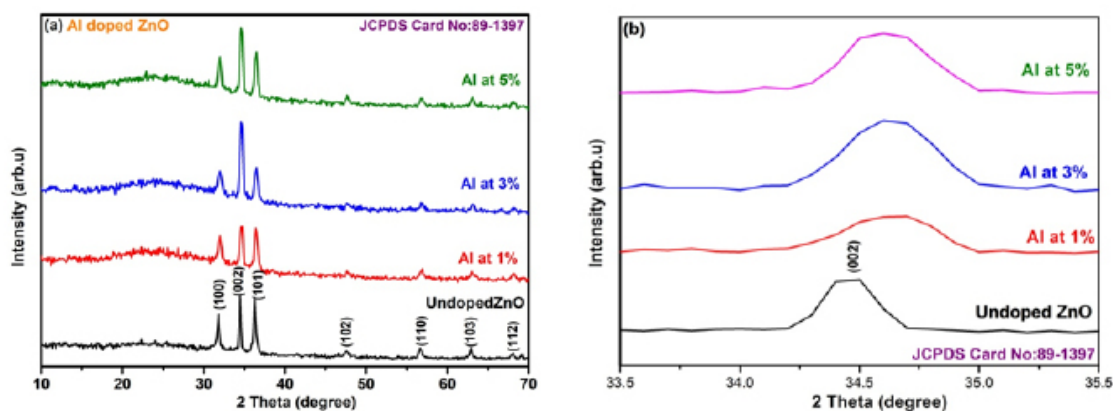 (a) Al doped ZnO
JCPDS Card No:89-1397
Al at 5%
Al at 3%
Al at 1%
(100)
(002)
(101)
UndopedZnO
(102)
(110)
(103)
(112)
Intensity (arb.u)
10 20 30 40 50 60 70
2 Theta (degree)
(b)
Al at 5%
Al at 3%
Al at 1%
(002)
Undoped ZnO
JCPDS Card No:89-1397
Intensity (arb.u)
33.5 34.0 34.5 35.0 35.5
2 Theta (degree)